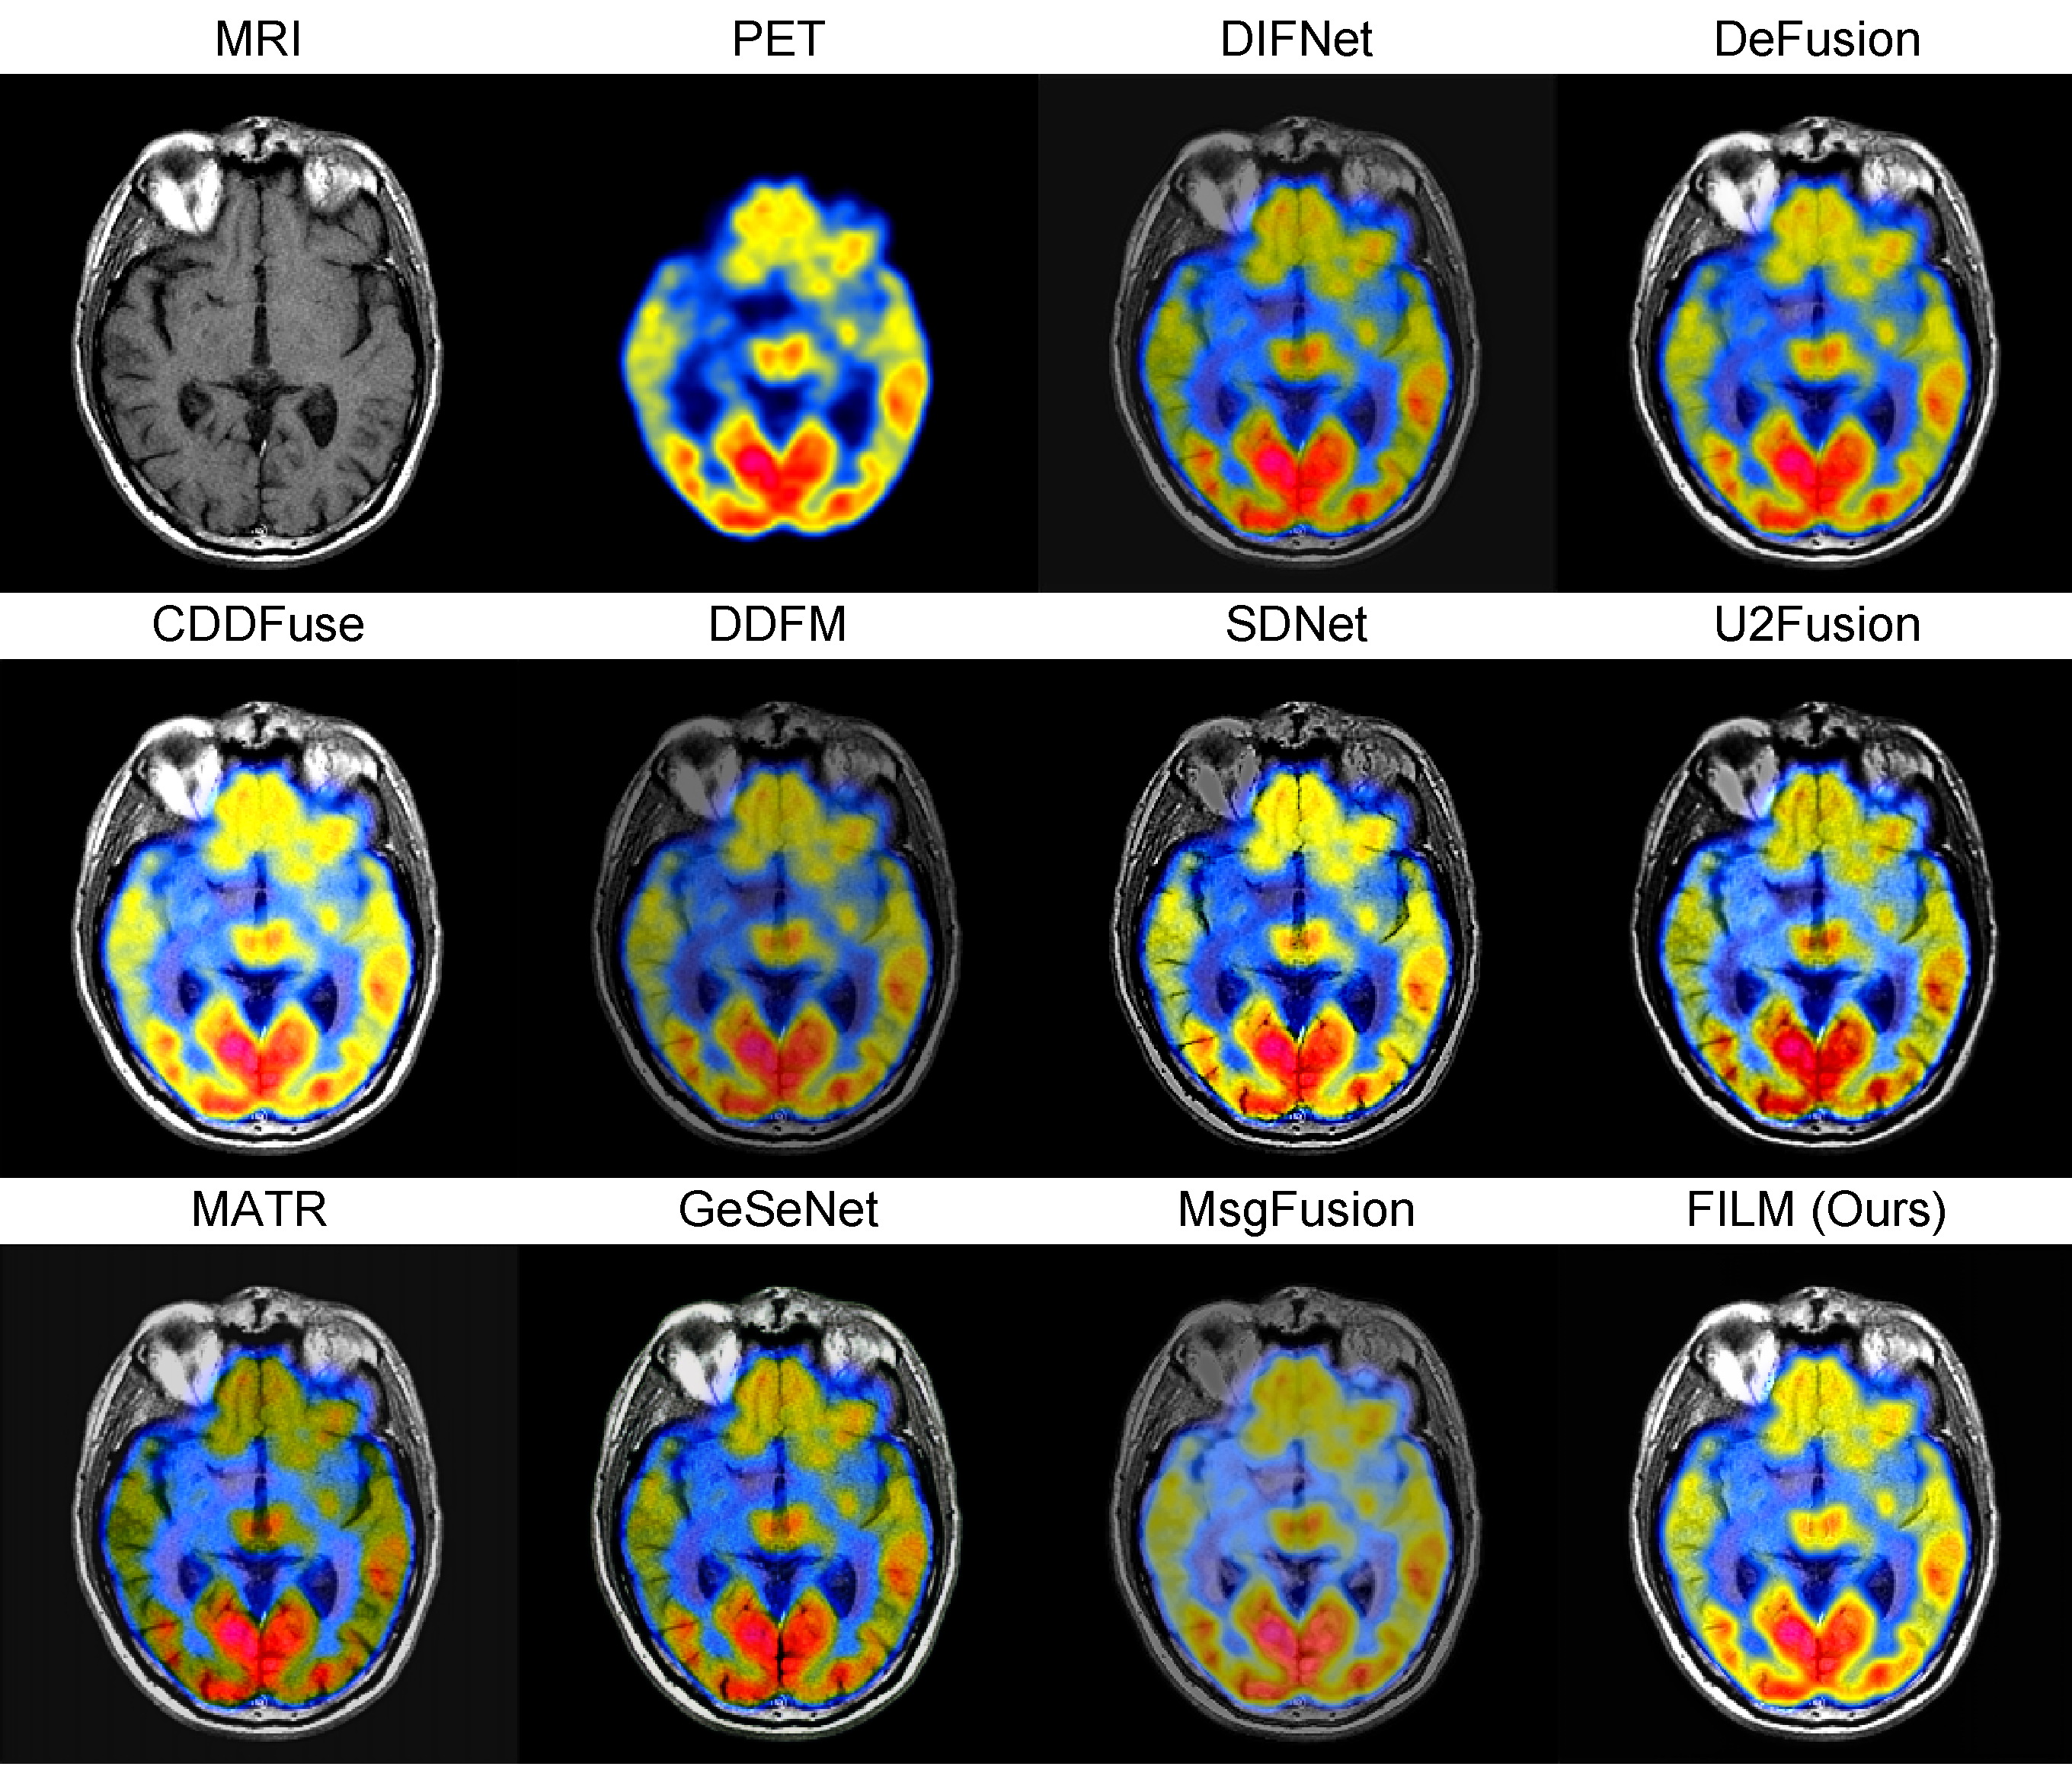 MRI PET DIFNet DeFusion
CDDFuse DDFM SDNet U2Fusion
MATR GeSeNet MsgFusion FILM (Ours)